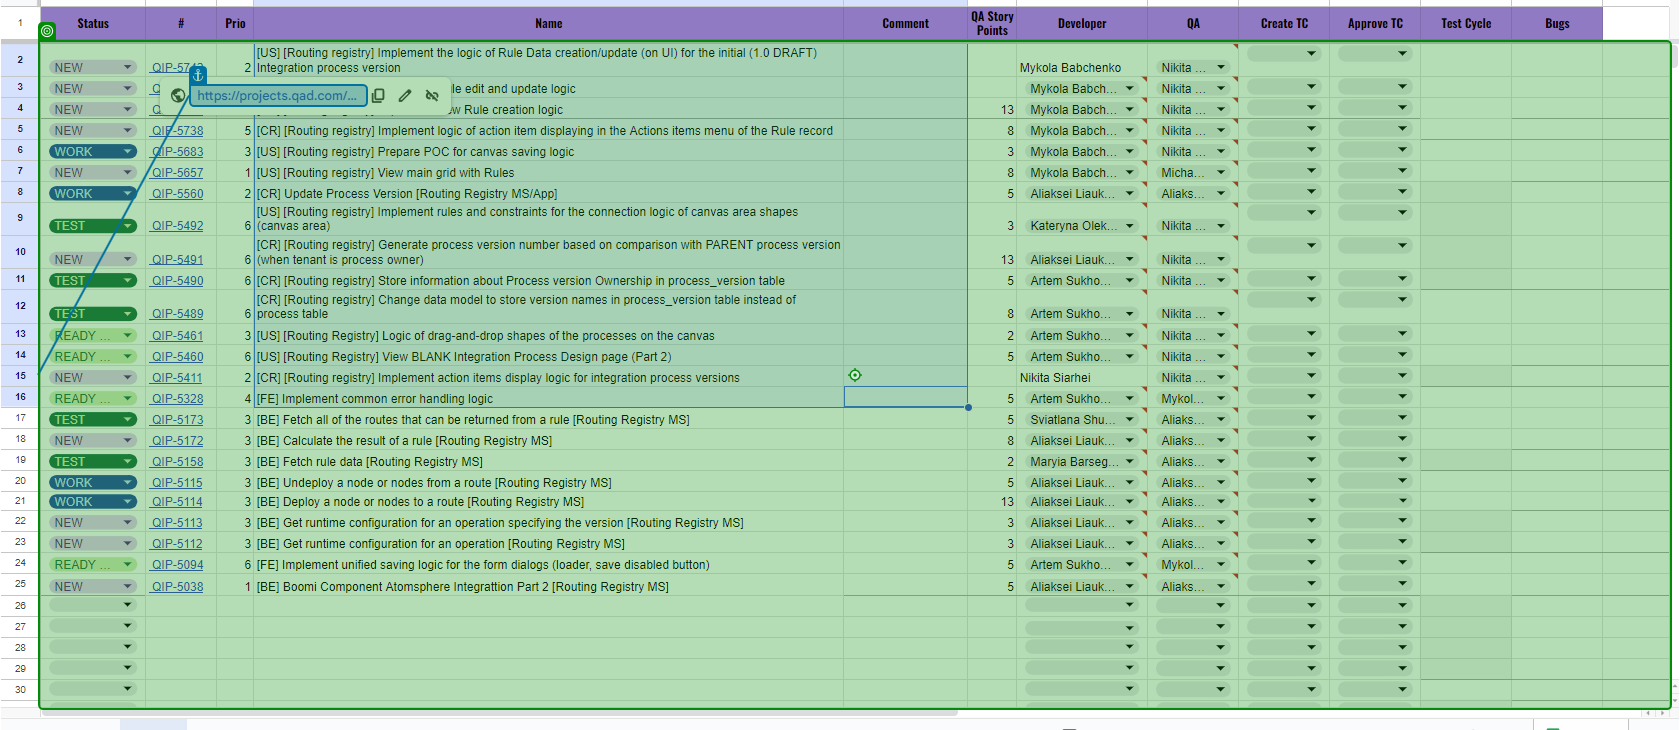 Status # Prio Name Comment QA Story Points Developer QA Create TC Approve TC Test Cycle Bugs
1
2 NEW 2 [US] [Routing registry] Implement the logic of Rule Data creation/update (on UI) for the initial (1.0 DRAFT)
Integration process version Mykola Babchenko Nikita ...
3 NEW https://projects.qad.com/... edit and update logic Mykola Babch... Nikita ...
4 NEW Rule creation logic 13 Mykola Babch... Nikita ...
5 NEW QIP-5738 5 [CR] [Routing registry] Implement logic of action item displaying in the Actions items menu of the Rule record 8 Mykola Babch... Nikita ...
6 WORK QIP-5683 3 [US] [Routing registry] Prepare POC for canvas saving logic 3 Mykola Babch... Nikita ...
7 NEW QIP-5657 1 [US] [Routing registry] View main grid with Rules 8 Mykola Babch... Micha...
8 WORK QIP-5560 2 [CR] Update Process Version [Routing Registry MS/App] 5 Aliaksei Liauk... Aliaks...
9 TEST QIP-5492 6 [US] [Routing registry] Implement rules and constraints for the connection logic of canvas area shapes
(canvas area) 3 Kateryna Olek... Nikita ...
10 NEW QIP-5491 6 [CR] [Routing registry] Generate process version number based on comparison with PARENT process version
(when tenant is process owner) 13 Aliaksei Liauk... Nikita ...
11 TEST QIP-5490 6 [CR] [Routing registry] Store information about Process version Ownership in process_version table 5 Artem Sukho... Nikita ...
12 TEST QIP-5489 6 [CR] [Routing registry] Change data model to store version names in process_version table instead of
process table 8 Artem Sukho... Nikita ...
13 READY ... QIP-5461 3 [US] [Routing Registry] Logic of drag-and-drop shapes of the processes on the canvas 2 Artem Sukho... Nikita ...
14 READY ... QIP-5460 6 [US] [Routing Registry] View BLANK Integration Process Design page (Part 2) 5 Artem Sukho... Nikita ...
15 NEW QIP-5411 2 [CR] [Routing registry] Implement action items display logic for integration process versions Nikita Siarhei Nikita ...
16 READY ... QIP-5328 4 [FE] Implement common error handling logic 5 Artem Sukho... Mykol...
17 TEST QIP-5173 3 [BE] Fetch all of the routes that can be returned from a rule [Routing Registry MS] 5 Sviatlana Shu... Aliaks...
18 NEW QIP-5172 3 [BE] Calculate the result of a rule [Routing Registry MS] 8 Aliaksei Liauk... Aliaks...
19 TEST QIP-5158 3 [BE] Fetch rule data [Routing Registry MS] 2 Maryia Barseg... Aliaks...
20 WORK QIP-5115 3 [BE] Undeploy a node or nodes from a route [Routing Registry MS] 5 Aliaksei Liauk... Aliaks...
21 WORK QIP-5114 3 [BE] Deploy a node or nodes to a route [Routing Registry MS] 13 Aliaksei Liauk... Aliaks...
22 NEW QIP-5113 3 [BE] Get runtime configuration for an operation specifying the version [Routing Registry MS] 3 Aliaksei Liauk... Aliaks...
23 NEW QIP-5112 3 [BE] Get runtime configuration for an operation [Routing Registry MS] 3 Aliaksei Liauk... Aliaks...
24 READY ... QIP-5094 6 [FE] Implement unified saving logic for the form dialogs (loader, save disabled button) 5 Artem Sukho... Mykol...
25 NEW QIP-5038 1 [BE] Boomi Component Atomsphere Integrattion Part 2 [Routing Registry MS] 5 Aliaksei Liauk... Aliaks...
26
27
28
29
30